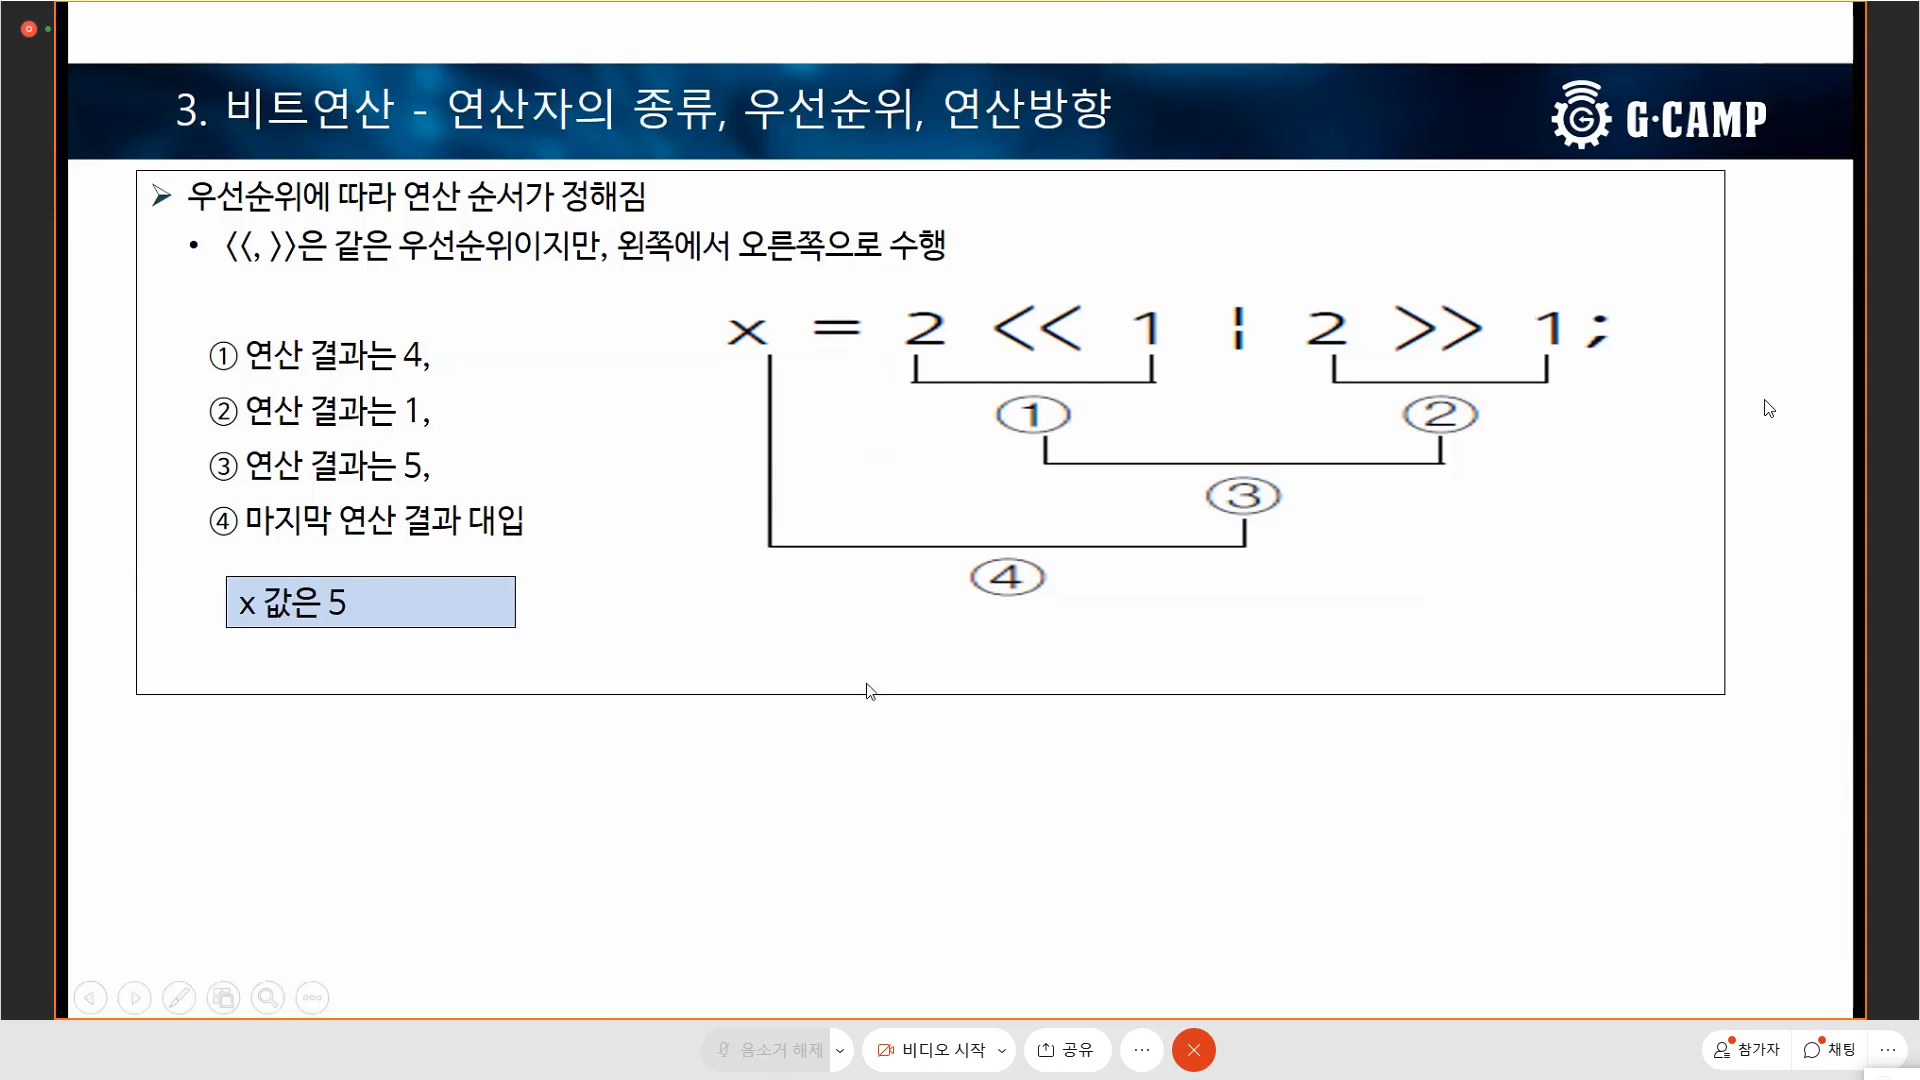 3. 비트연산 - 연산자의 종류, 우선순위, 연산방향
G·CAMP
➢ 우선순위에 따라 연산 순서가 정해짐
• <<, >>은 같은 우선순위이지만, 왼쪽에서 오른쪽으로 수행
x = 2 << 1 | 2 >> 1;
① 연산 결과는 4,
② 연산 결과는 1,
③ 연산 결과는 5,
④ 마지막 연산 결과 대입
① ②
③
④
x 값은 5
음소거 해제
비디오 시작
공유
참가자
채팅